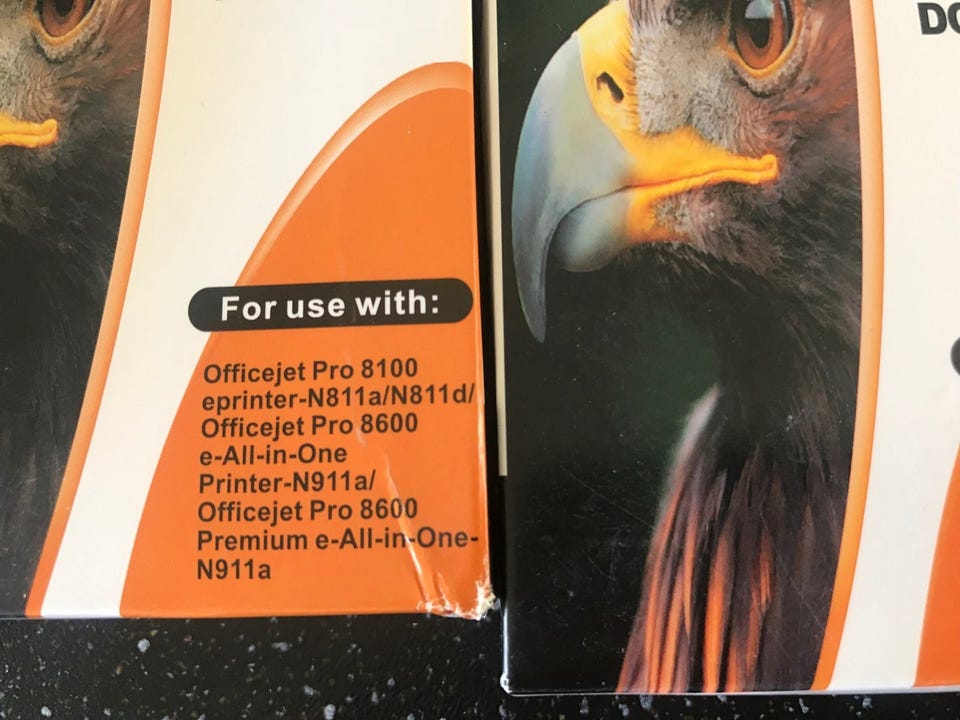 For use with:
Officejet Pro 8100
eprinter-N811a/N811d/
Officejet Pro 8600
e-All-in-One
Printer-N911a/
Officejet Pro 8600
Premium e-All-in-One-
N911a